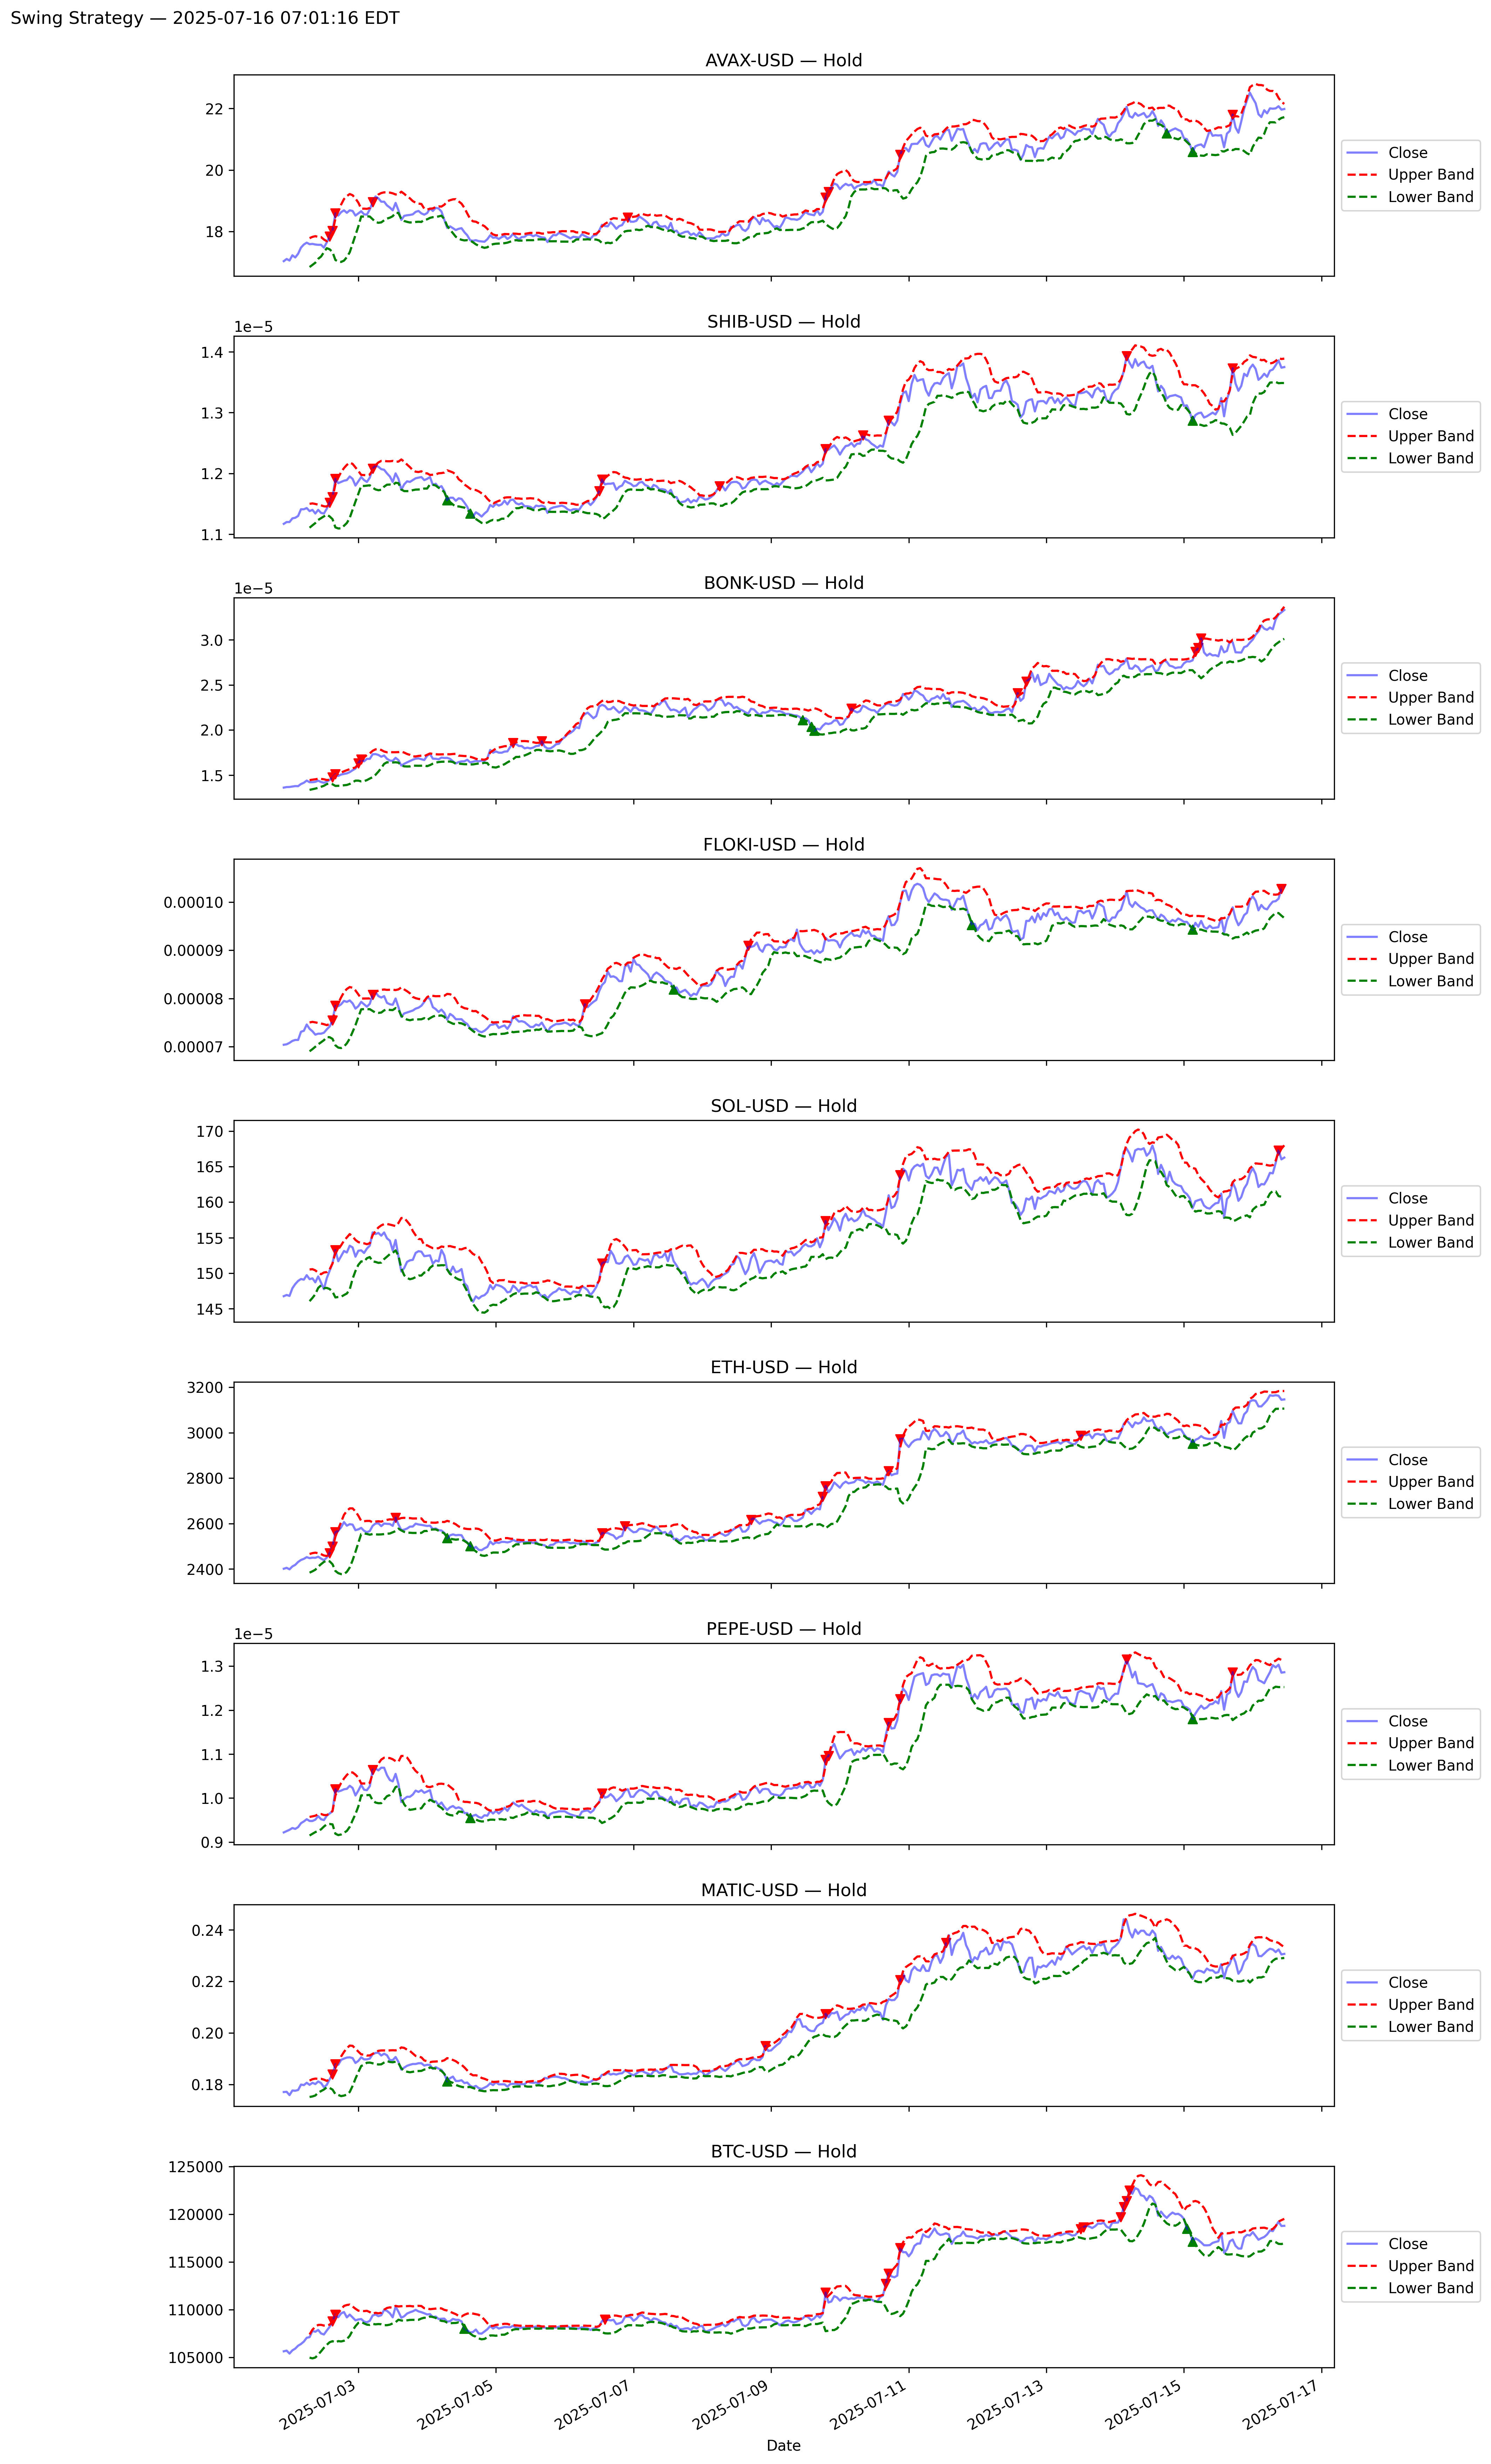 Swing Strategy — 2025-07-16 07:01:16 EDT
AVAX-USD — Hold
22
20
18
Close
Upper Band
Lower Band
SHIB-USD — Hold
1e−5
1.4
1.3
1.2
1.1
Close
Upper Band
Lower Band
BONK-USD — Hold
1e−5
3.0
2.5
2.0
1.5
Close
Upper Band
Lower Band
FLOKI-USD — Hold
0.00010
0.00009
0.00008
0.00007
Close
Upper Band
Lower Band
SOL-USD — Hold
170
165
160
155
150
145
Close
Upper Band
Lower Band
ETH-USD — Hold
3200
3000
2800
2600
2400
Close
Upper Band
Lower Band
PEPE-USD — Hold
1e−5
1.3
1.2
1.1
1.0
0.9
Close
Upper Band
Lower Band
MATIC-USD — Hold
0.24
0.22
0.20
0.18
Close
Upper Band
Lower Band
BTC-USD — Hold
125000
120000
115000
110000
105000
Close
Upper Band
Lower Band
2025-07-03
2025-07-05
2025-07-07
2025-07-09
2025-07-11
2025-07-13
2025-07-15
2025-07-17
Date